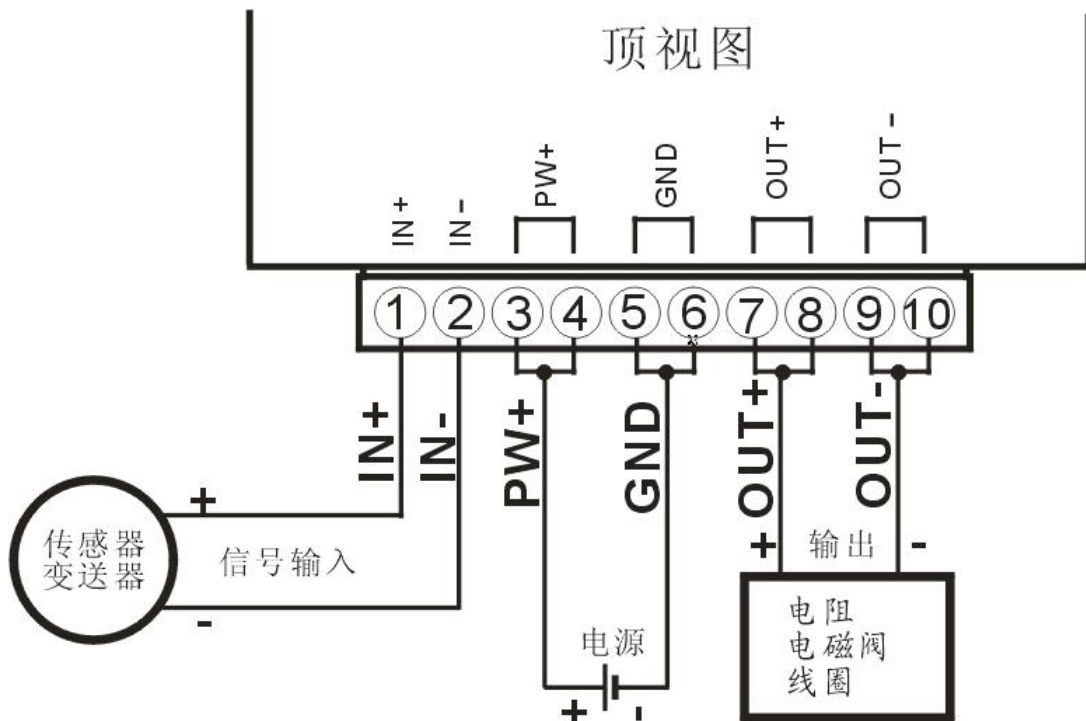 顶视图
IN+
IN-
PW+
GND
OUT+
OUT-
1 2 3 4 5 6 7 8 9 10
IN+
IN-
PW+
GND
OUT+
OUT-
+
传感器
变送器
信号输入
-
+ 输出 -
电阻
电磁阀
线圈
电源
+ -